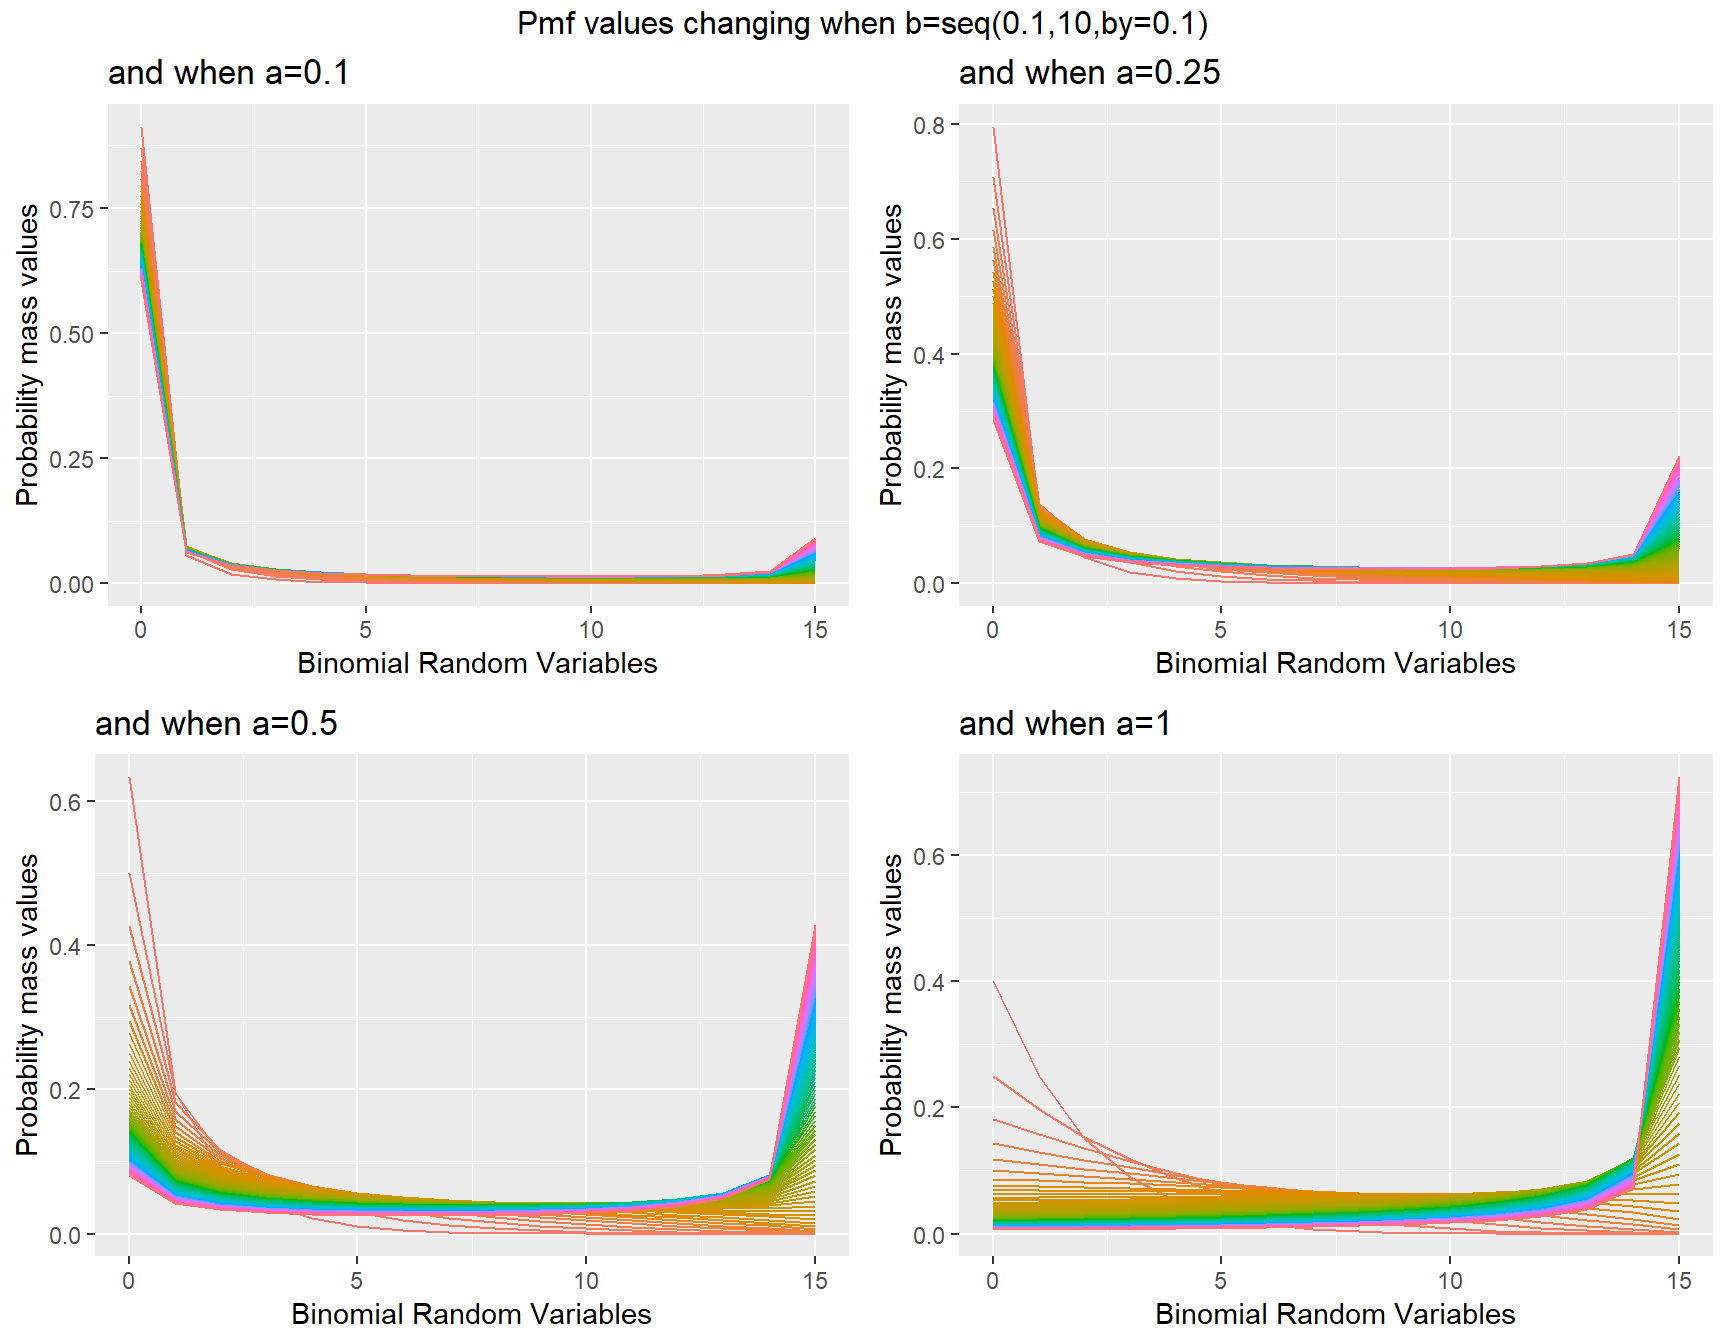 Pmf values changing when b=seq(0.1,10,by=0.1)
and when a=0.1
Probability mass values
0.75
0.50
0.25
0.00
0 5 10 15
Binomial Random Variables
and when a=0.25
Probability mass values
0.8
0.6
0.4
0.2
0.0
0 5 10 15
Binomial Random Variables
and when a=0.5
Probability mass values
0.6
0.4
0.2
0.0
0 5 10 15
Binomial Random Variables
and when a=1
Probability mass values
0.6
0.4
0.2
0.0
0 5 10 15
Binomial Random Variables